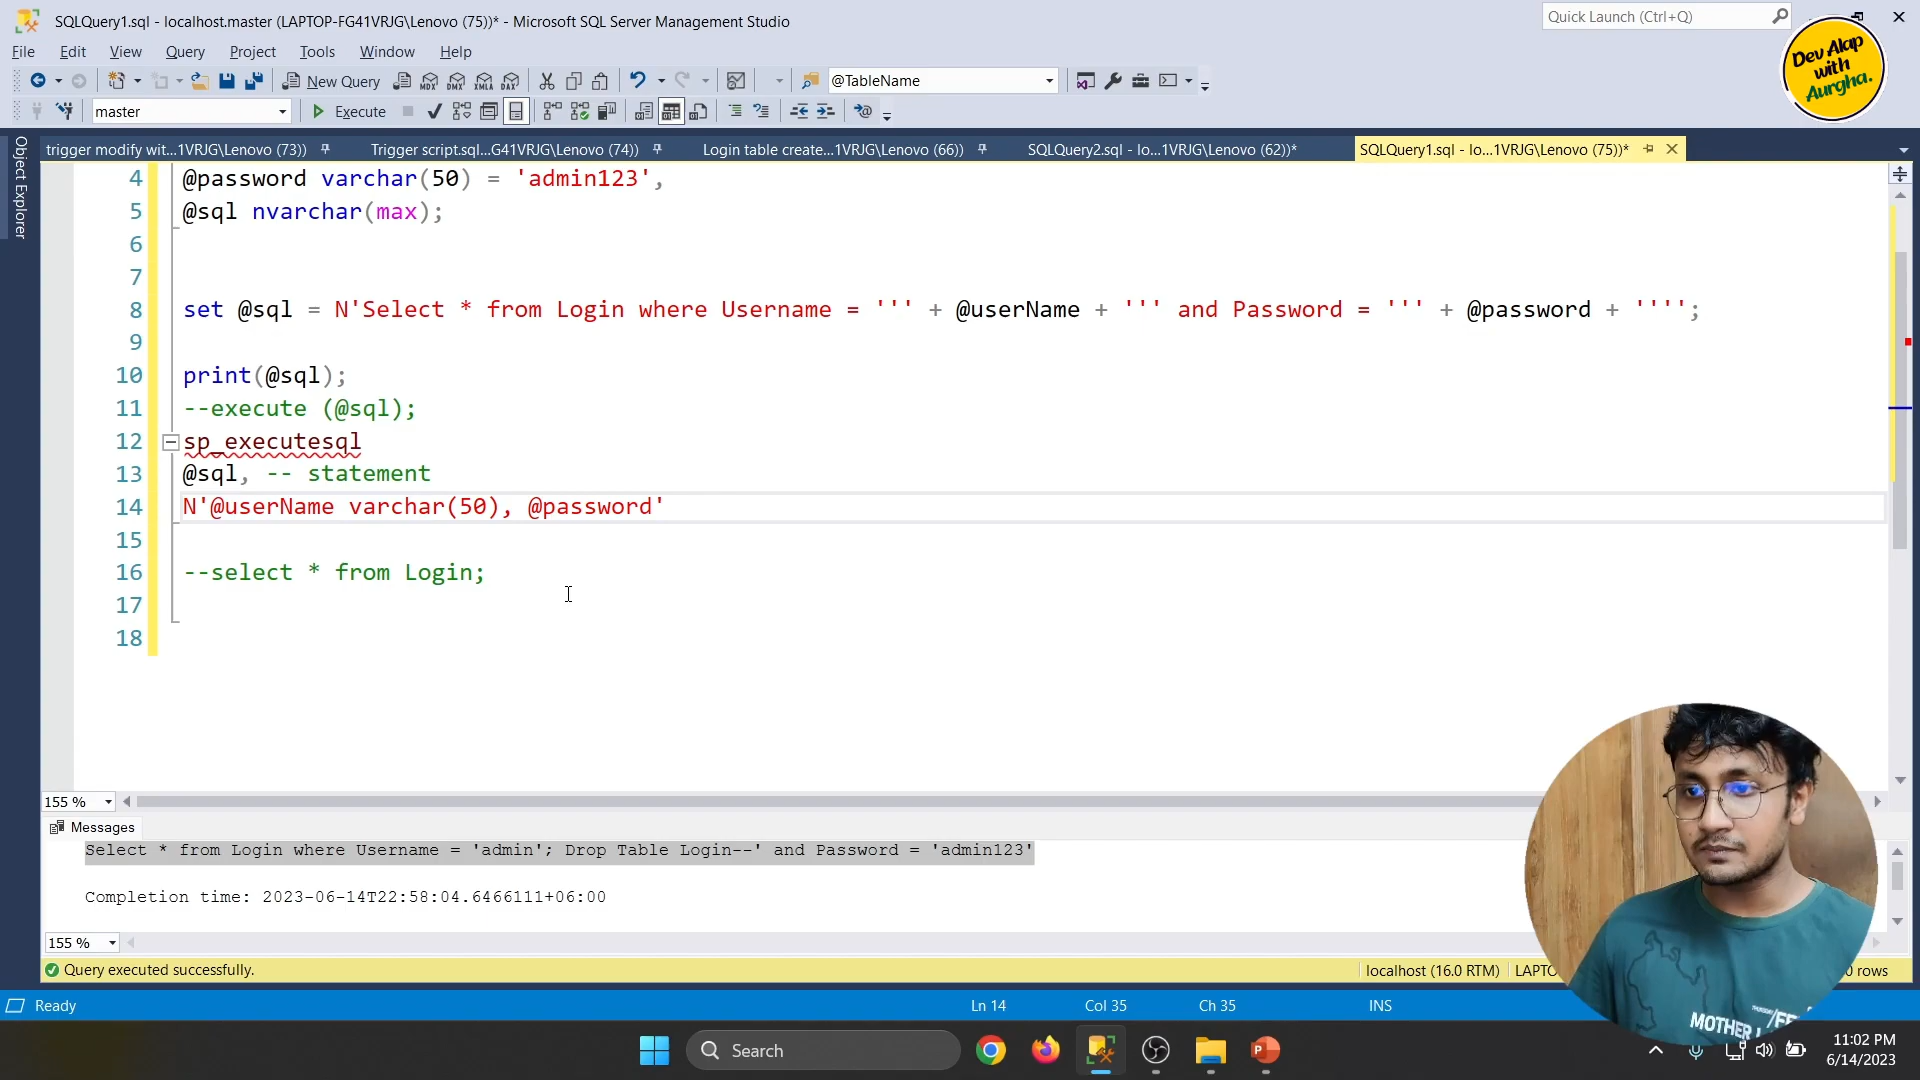 SQLQuery1.sql - localhost.master (LAPTOP-FG41VRJG\Lenovo (75))* - Microsoft SQL Server Management Studio
Quick Launch (Ctrl+Q)
Dev Alap
with
Aurgha.
File Edit View Query Project Tools Window Help
New Query
MDX DMX XMLA DAX
@TableName
master
Execute
trigger modify wit...1VRJG\Lenovo (73))
Trigger script.sql...G41VRJG\Lenovo (74))
Login table create...1VRJG\Lenovo (66))
SQLQuery2.sql - lo...1VRJG\Lenovo (62))*
SQLQuery1.sql - lo...1VRJG\Lenovo (75))*
Object Explorer
4 @password varchar(50) = 'admin123',
5 @sql nvarchar(max);
6
7
8 set @sql = N'Select * from Login where Username = ''' + @userName + ''' and Password = ''' + @password + '''';
9
10 print(@sql);
11 --execute (@sql);
12 sp_executesql
13 @sql, -- statement
14 N'@userName varchar(50), @password'
15
16 --select * from Login;
17
18
155 %
Messages
Select * from Login where Username = 'admin'; Drop Table Login--' and Password = 'admin123'
Completion time: 2023-06-14T22:58:04.6466111+06:00
155 %
Query executed successfully.
localhost (16.0 RTM)
0 rows
Ready
Ln 14
Col 35
Ch 35
INS
MOTHER
Search
11:02 PM
6/14/2023